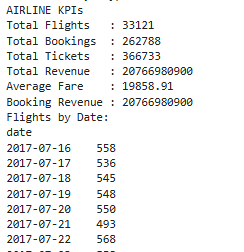 AIRLINE KPIs
Total Flights   : 33121
Total Bookings  : 262788
Total Tickets   : 366733
Total Revenue   : 20766980900
Average Fare    : 19858.91
Booking Revenue : 20766980900
Flights by Date:
date
2017-07-16    558
2017-07-17    536
2017-07-18    545
2017-07-19    548
2017-07-20    550
2017-07-21    493
2017-07-22    568